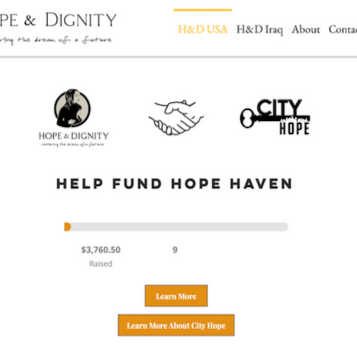 PE & DIGNITY
ring the dream of a future
H&D USA H&D Iraq About Conta
HOPE & DIGNITY
restoring the dream of a future
CITY
HOPE
HELP FUND HOPE HAVEN
$3,760.50 9
Raised
Learn More
Learn More About City Hope